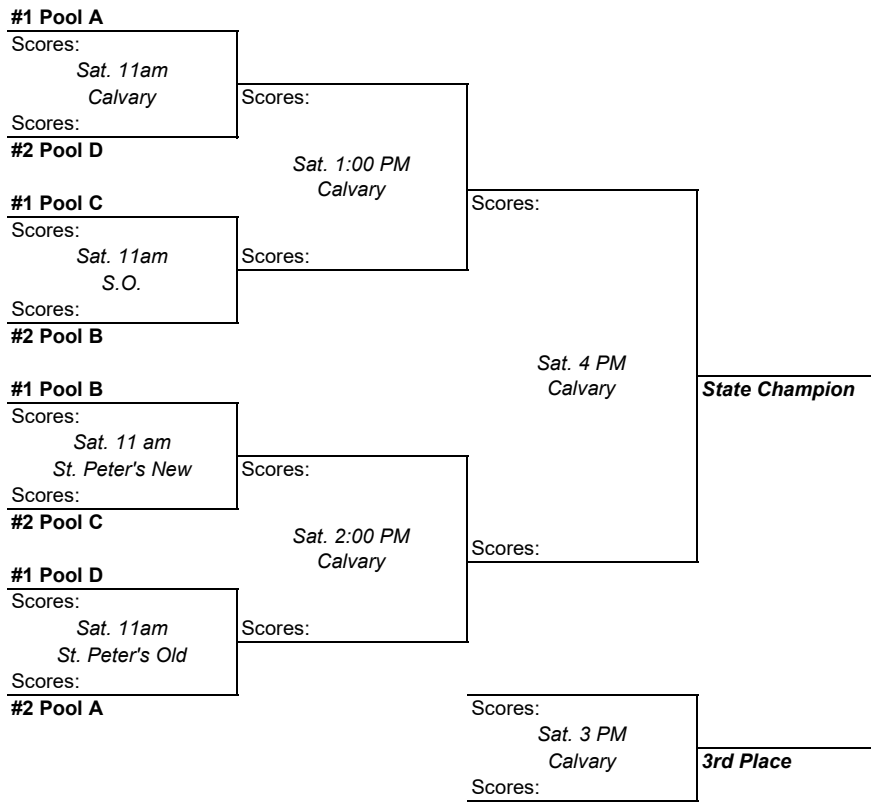 #1 Pool A
Scores:
Sat. 11am
Calvary
Scores:
Scores:
#2 Pool D
Sat. 1:00 PM
Calvary
#1 Pool C
Scores:
Scores:
Sat. 11am
Scores:
S.O.
Scores:
#2 Pool B
Sat. 4 PM
Calvary
State Champion
#1 Pool B
Scores:
Sat. 11 am
St. Peter's New
Scores:
Scores:
#2 Pool C
Sat. 2:00 PM
Calvary
Scores:
#1 Pool D
Scores:
Sat. 11am
Scores:
St. Peter's Old
Scores:
#2 Pool A
Scores:
Sat. 3 PM
Calvary
3rd Place
Scores: